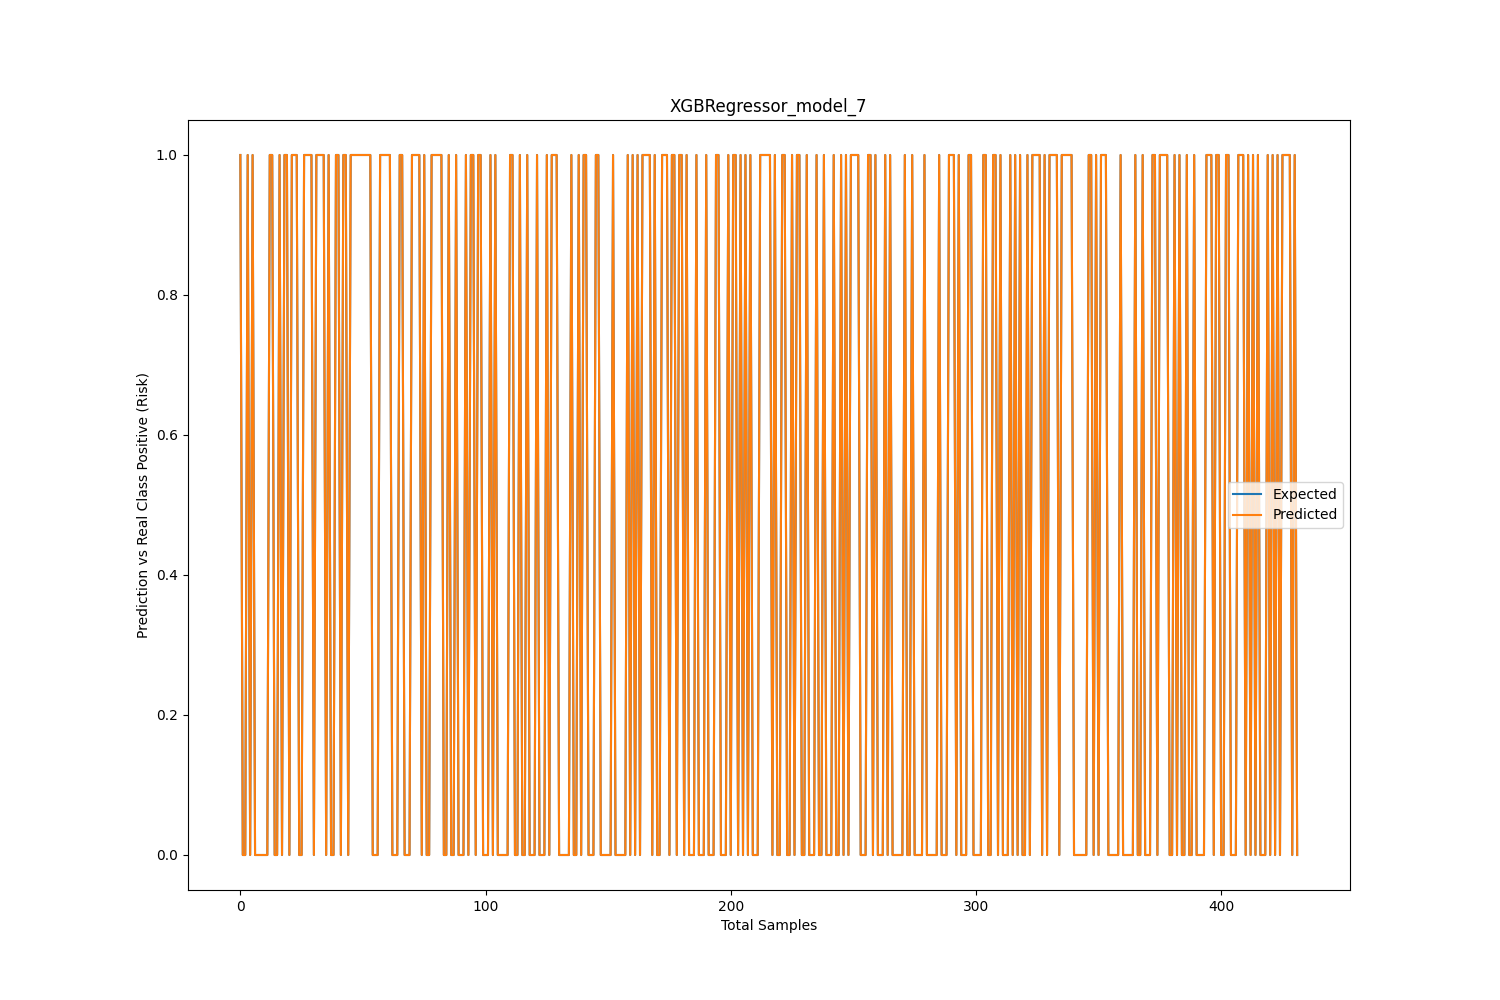 XGBRegressor_model_7
1.0
0.8
0.6
0.4
0.2
0.0
Prediction vs Real Class Positive (Risk)
Expected
Predicted
0 100 200 300 400
Total Samples